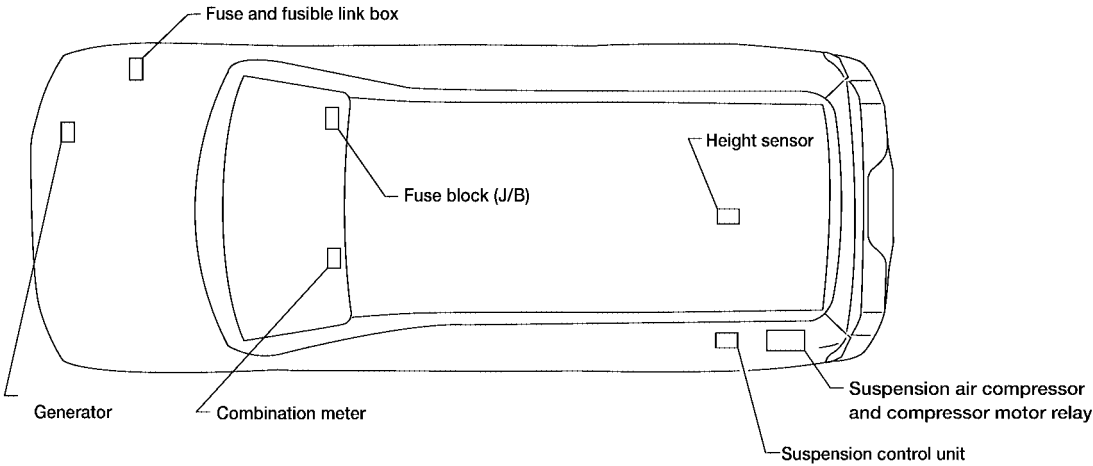 Fuse and fusible link box
Height sensor
Fuse block (J/B)
Generator
Combination meter
Suspension air compressor
and compressor motor relay
Suspension control unit